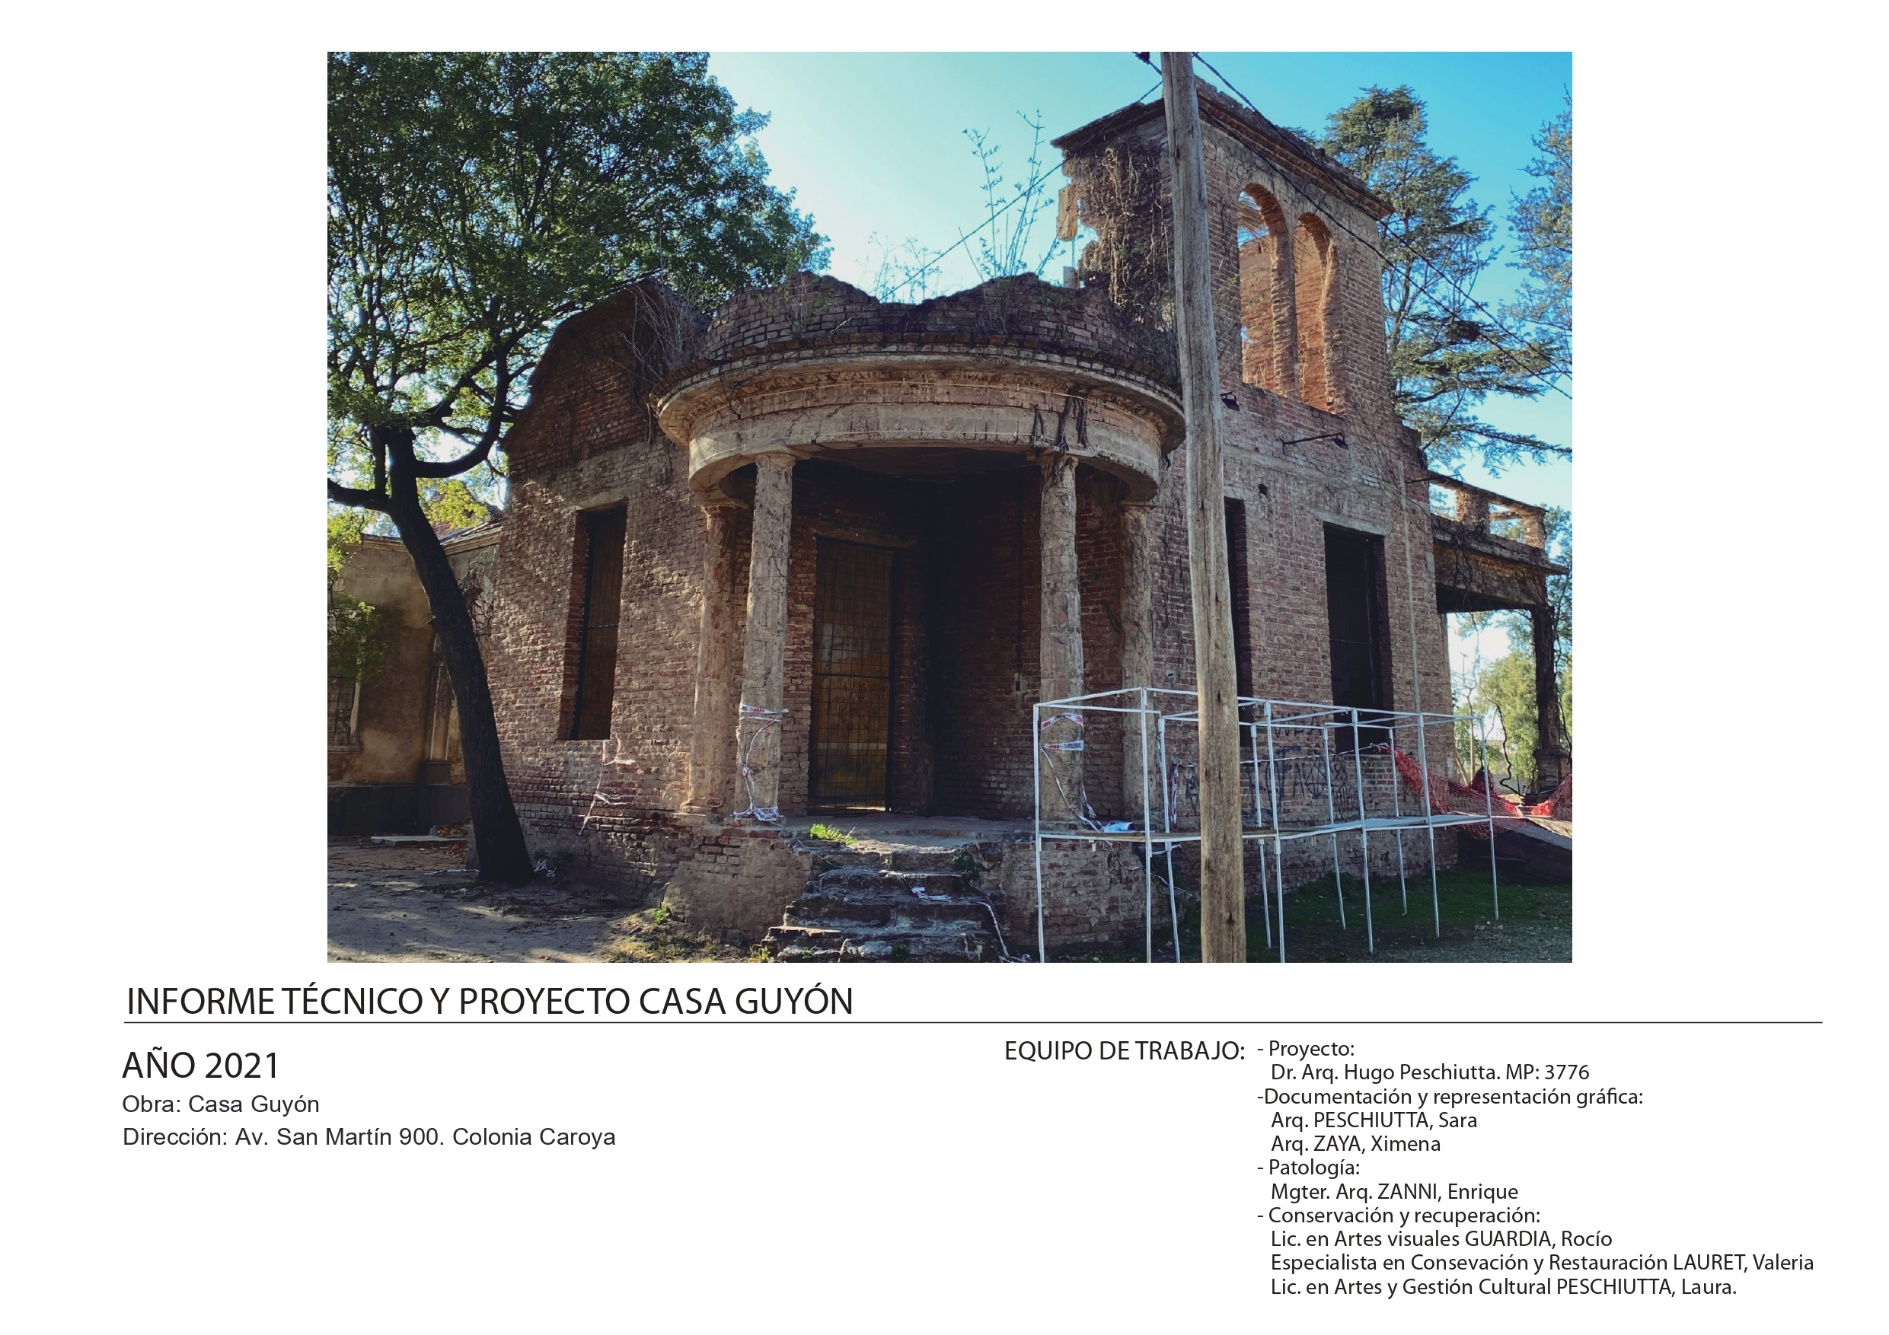 INFORME TÉCNICO Y PROYECTO CASA GUYÓN
AÑO 2021
Obra: Casa Guyón
Dirección: Av. San Martín 900. Colonia Caroya
EQUIPO DE TRABAJO:
- Proyecto:
Dr. Arq. Hugo Peschiutta. MP: 3776
-Documentación y representación gráfica:
Arq. PESCHIUTTA, Sara
Arq. ZAYA, Ximena
- Patología:
Mgter. Arq. ZANNI, Enrique
- Conservación y recuperación:
Lic. en Artes visuales GUARDIA, Rocío
Especialista en Consevación y Restauración LAURET, Valeria
Lic. en Artes y Gestión Cultural PESCHIUTTA, Laura.